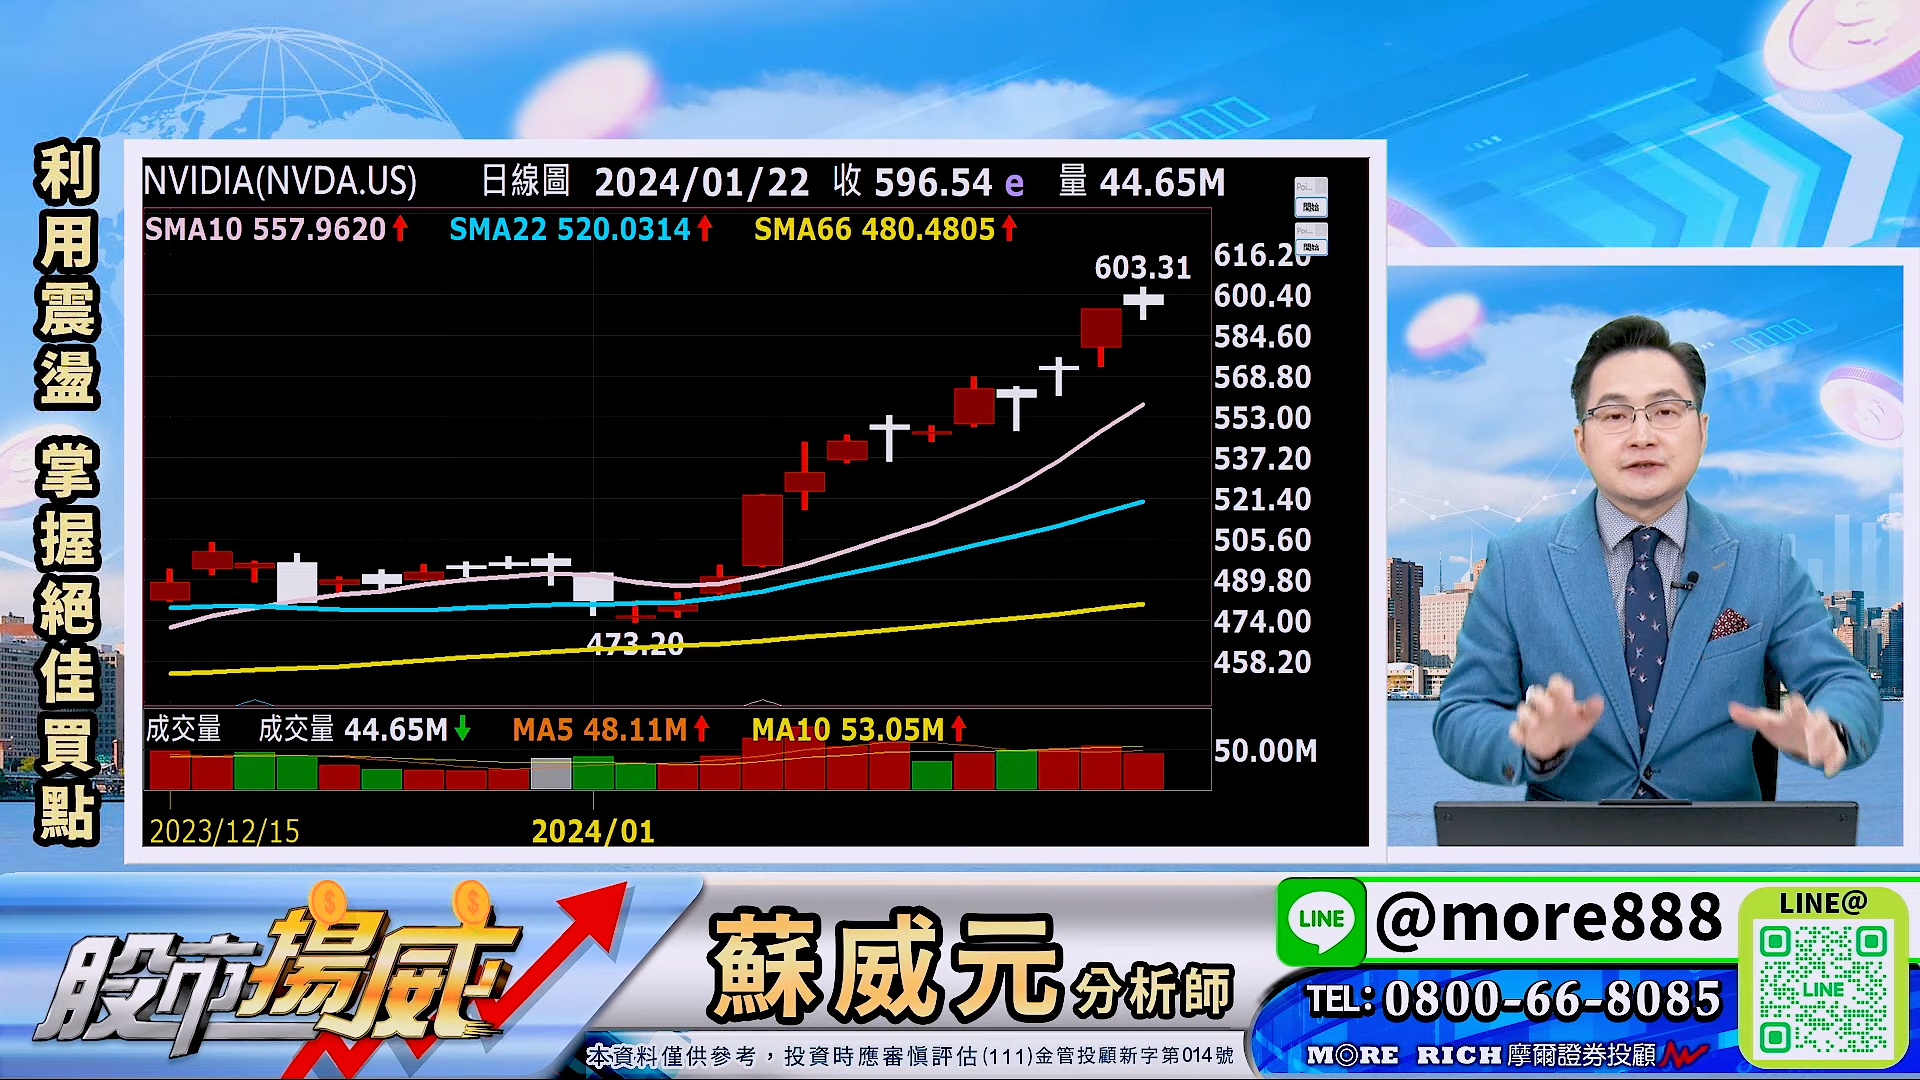 利用震盪 掌握絕佳買點
NVIDIA(NVDA.US) 日線圖 2024/01/22 收 596.54 e 量 44.65M
SMA10 557.9620 SMA22 520.0314 SMA66 480.4805
開始
開始
603.31
473.20
616.20
600.40
584.60
568.80
553.00
537.20
521.40
505.60
489.80
474.00
458.20
成交量 成交量 44.65M MA5 48.11M MA10 53.05M
50.00M
2023/12/15 2024/01
股市揚威
蘇威元 分析師
本資料僅供參考，投資時應審慎評估(111)金管投顧新字第014號
LINE @more888
TEL:0800-66-8085
MORE RICH 摩爾證券投顧
LINE@
LINE